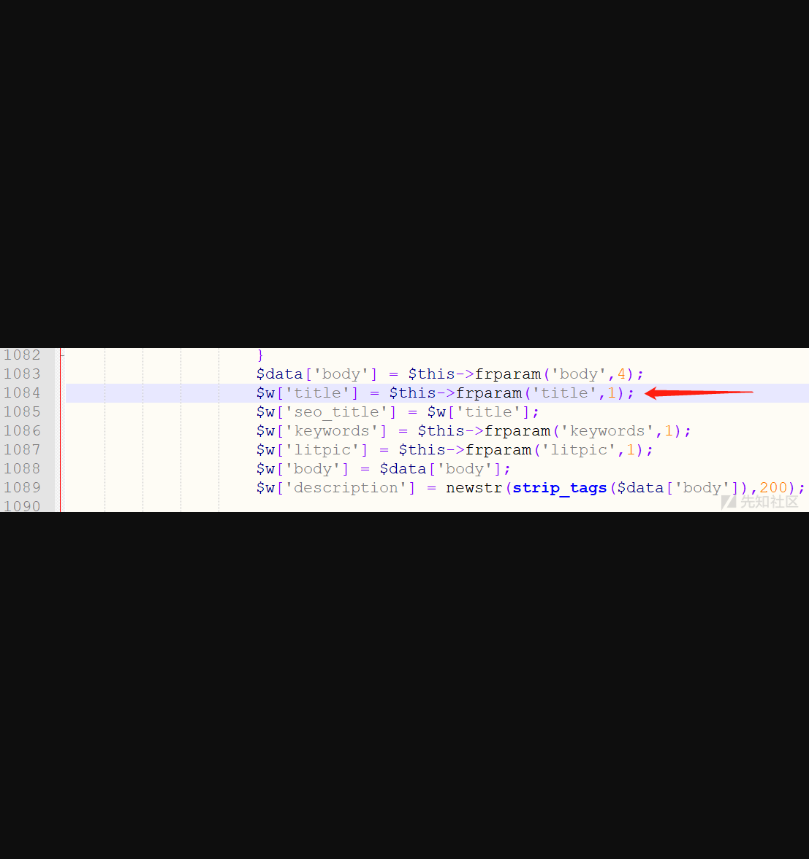 1082 }
1083 $data['body'] = $this->frparam('body',4);
1084 $w['title'] = $this->frparam('title',1);
1085 $w['seo_title'] = $w['title'];
1086 $w['keywords'] = $this->frparam('keywords',1);
1087 $w['litpic'] = $this->frparam('litpic',1);
1088 $w['body'] = $data['body'];
1089 $w['description'] = newstr(strip_tags($data['body']),200);
1090
先知社区